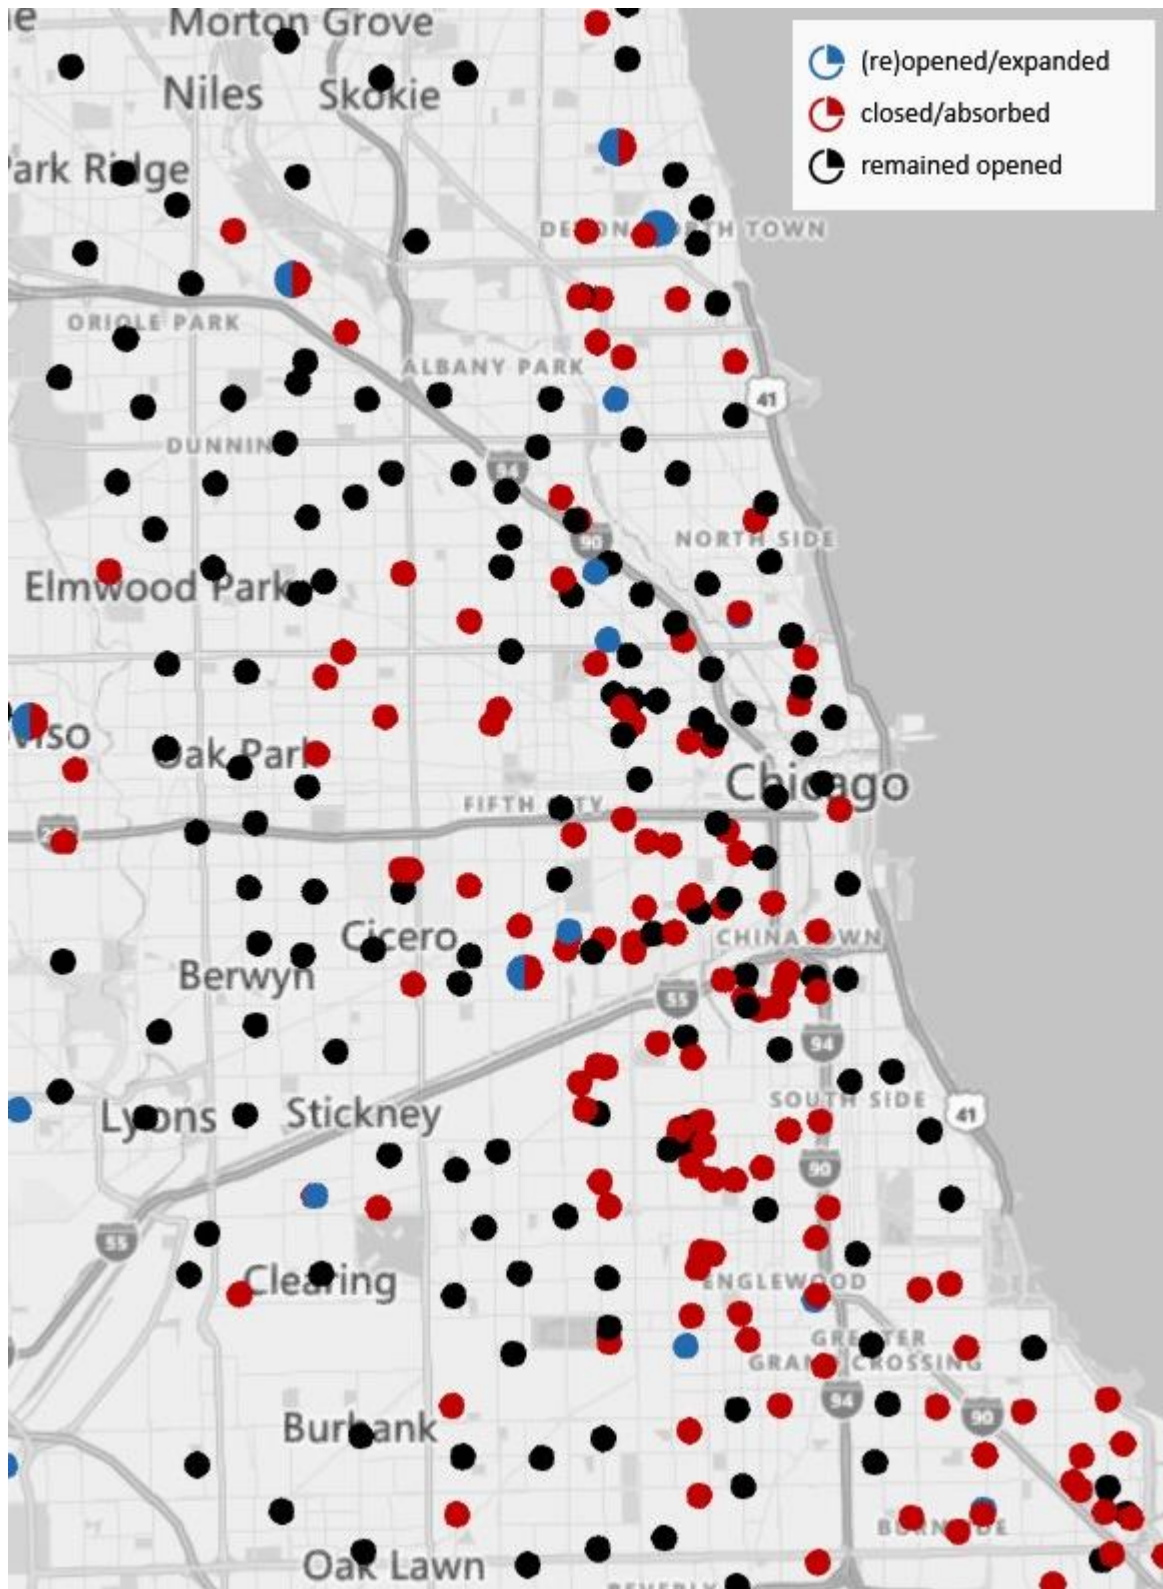 Morton Grove
Niles
Skokie
Park Ridge
(re)opened/expanded
closed/absorbed
remained opened
ORIOLE PARK
ALBANY PARK
41
94
90
NORTH SIDE
Elmwood Park
Oak Park
Chicago
FIFTH CITY
Cicero
CHINATOWN
Berwyn
55
94
SOUTH SIDE
41
Lyons
Stickney
90
55
Clearing
ENGLEWOOD
GREATER
GRAND CROSSING
94
90
Burbank
BURNSIDE
Oak Lawn